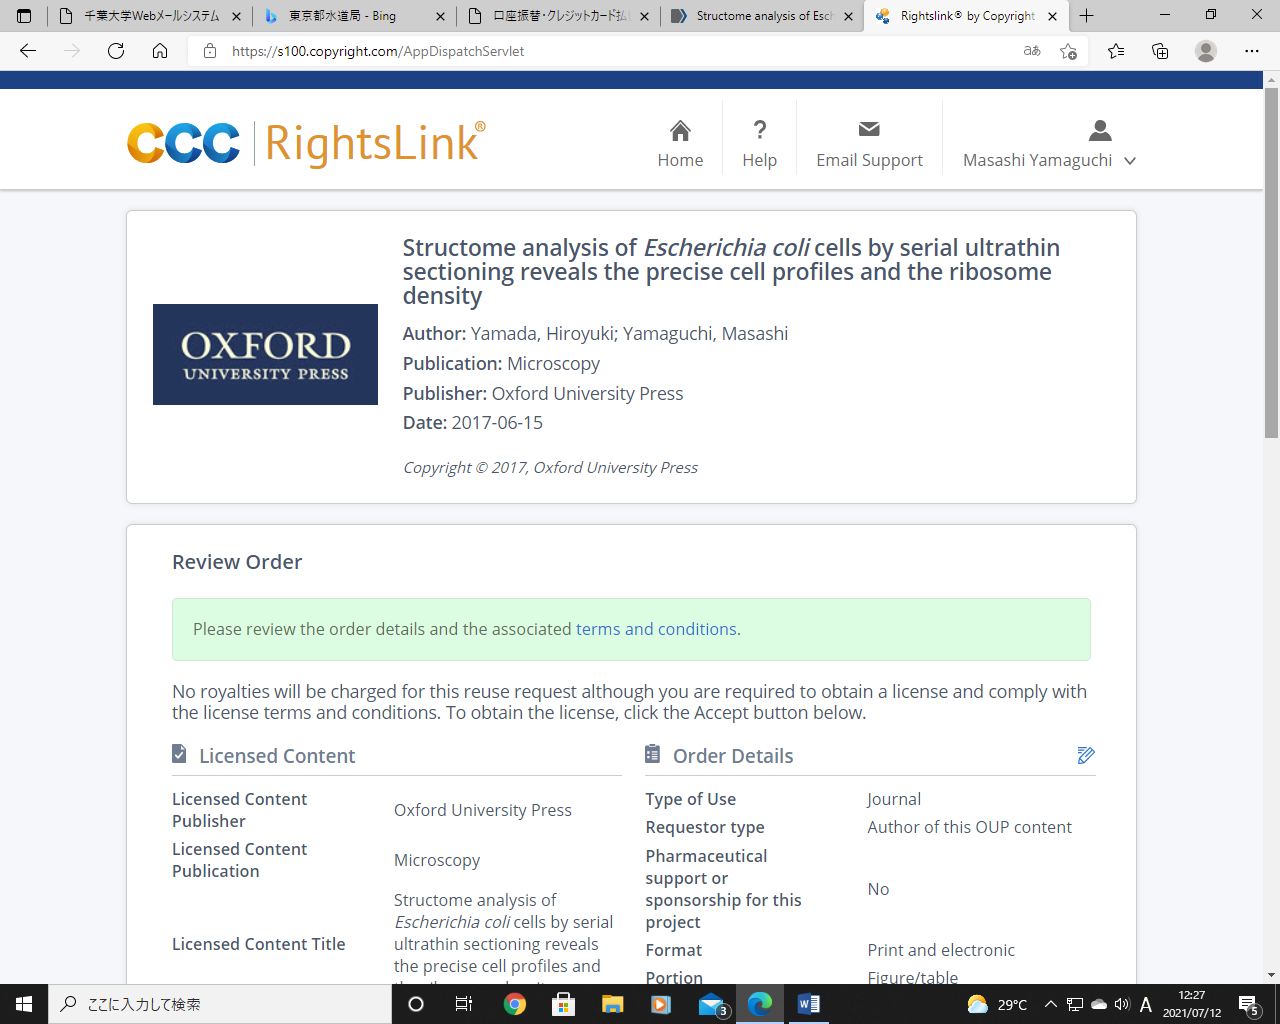 千葉大学Webメールシステム
東京都水道局 - Bing
口座振替・クレジットカード払
Structome analysis of Esch
Rightslink® by Copyright
https://s100.copyright.com/AppDispatchServlet
CCC RightsLink®
Home
Help
Email Support
Masashi Yamaguchi
Structome analysis of Escherichia coli cells by serial ultrathin
sectioning reveals the precise cell profiles and the ribosome
density
OXFORD
UNIVERSITY PRESS
Author: Yamada, Hiroyuki; Yamaguchi, Masashi
Publication: Microscopy
Publisher: Oxford University Press
Date: 2017-06-15
Copyright © 2017, Oxford University Press
Review Order
Please review the order details and the associated terms and conditions.
No royalties will be charged for this reuse request although you are required to obtain a license and comply with
the license terms and conditions. To obtain the license, click the Accept button below.
Licensed Content
Licensed Content
Publisher
Oxford University Press
Licensed Content
Publication
Microscopy
Licensed Content Title
Structome analysis of
Escherichia coli cells by serial
ultrathin sectioning reveals
the precise cell profiles and
Order Details
Type of Use
Journal
Requestor type
Author of this OUP content
Pharmaceutical
support or
sponsorship for this
project
No
Format
Print and electronic
Portion
Figure/table
ここに入力して検索
3
29°C
A
12:27
2021/07/12
5